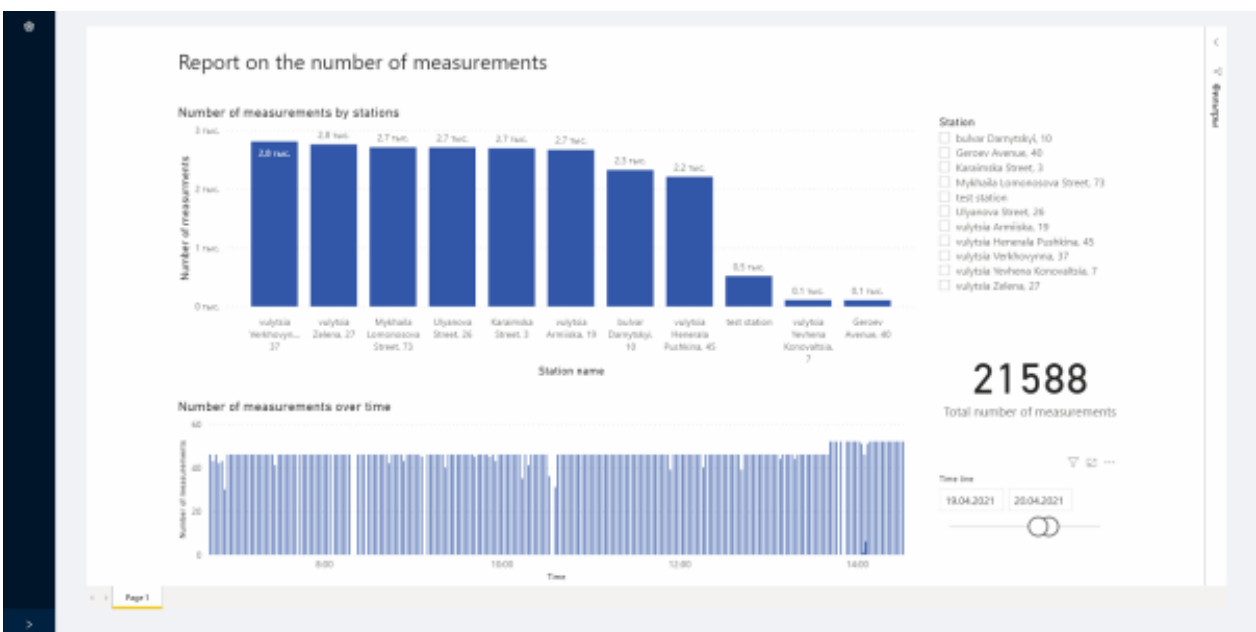 Report on the number of measurements
Number of measurements by stations
Number of measurements
3 тыс.
2 тыс.
1 тыс.
0 тыс.
2,8 тыс.
2,8 тыс.
2,7 тыс.
2,7 тыс.
2,7 тыс.
2,7 тыс.
2,3 тыс.
2,2 тыс.
0,5 тыс.
0,1 тыс.
0,1 тыс.
vulytsia
Verkhovyn...
37
vulytsia
Zelena, 27
Mykhaila
Lomonosova
Street, 73
Ulyanova
Street, 26
Karaimska
Street, 3
vulytsia
Armiiska, 19
bulvar
Darnytskyi,
10
vulytsia
Henerala
Pushkina, 45
test station
vulytsia
Yevhena
Konovaltsia,
7
Geroev
Avenue, 40
Station name
Station
bulvar Darnytskyi, 10
Geroev Avenue, 40
Karaimska Street, 3
Mykhaila Lomonosova Street, 73
test station
Ulyanova Street, 26
vulytsia Armiiska, 19
vulytsia Henerala Pushkina, 45
vulytsia Verkhovynna, 37
vulytsia Yevhena Konovaltsia, 7
vulytsia Zelena, 27
21588
Total number of measurements
Number of measurements over time
Number of measurements
60
40
20
0
8:00
10:00
12:00
14:00
Time
Time line
19.04.2021
20.04.2021
Фильтры
Page 1